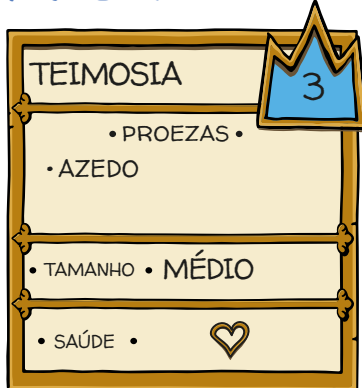 TEIMOSIA
3
• PROEZAS •
• AZEDO
• TAMANHO • MÉDIO
• SAÚDE •